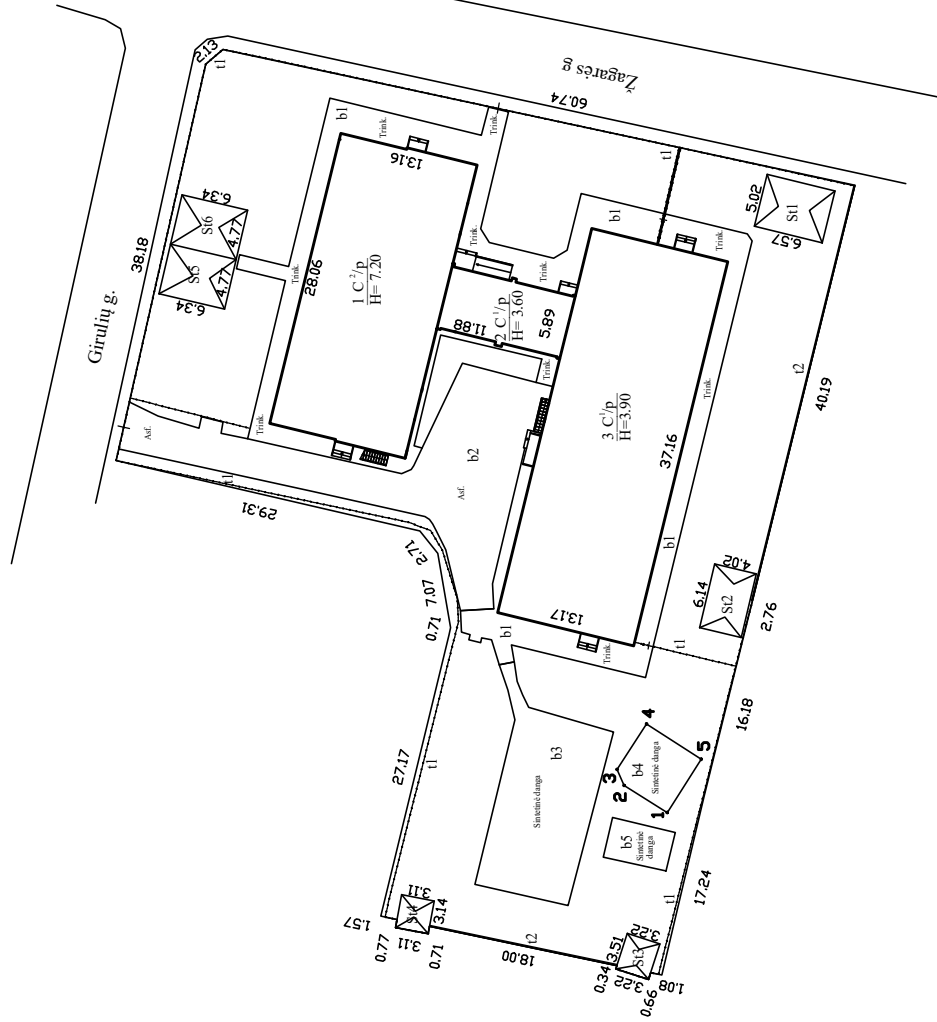 Girulių g.
Žagarės g
2.13
t1
60.74
38.18
6.34
St6
4.77
St5
6.34
4.77
b1
Trink.
13.16
Trink.
28.06
1 C ²/p
H= 7.20
Trink.
Trink.
Asf.
t1
29.31
2.71
7.07
0.71
b2
Asf.
11.88
2 C ¹/p
H= 3.60
5.89
Trink.
Trink.
Trink.
b1
t1
5.02
St1
6.57
3 C¹/p
H=3.90
37.16
Trink.
b1
13.17
b1
Trink.
t1
t2
40.19
6.14
St2
4.02
2.76
16.18
27.17
t1
b3
Sintetinė danga
1
2
3
4
5
b4
Sintetinė danga
b5
Sintetinė
danga
17.24
t1
1.57
0.77
3.11
St4
3.11
3.14
0.71
18.00
t2
0.34
3.51
St3
3.22
3.22
0.66
1.08